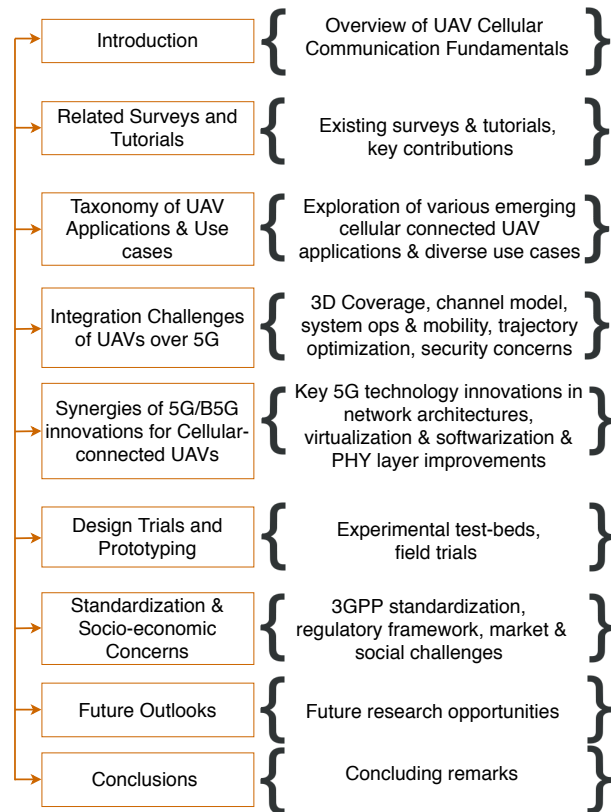 Introduction
Overview of UAV Cellular
Communication Fundamentals
Related Surveys and
Tutorials
Existing surveys & tutorials,
key contributions
Taxonomy of UAV
Applications & Use
cases
Exploration of various emerging
cellular connected UAV
applications & diverse use cases
Integration Challenges
of UAVs over 5G
3D Coverage, channel model,
system ops & mobility, trajectory
optimization, security concerns
Synergies of 5G/B5G
innovations for Cellular-
connected UAVs
Key 5G technology innovations in
network architectures,
virtualization & softwarization &
PHY layer improvements
Design Trials and
Prototyping
Experimental test-beds,
field trials
Standardization &
Socio-economic
Concerns
3GPP standardization,
regulatory framework, market &
social challenges
Future Outlooks
Future research opportunities
Conclusions
Concluding remarks